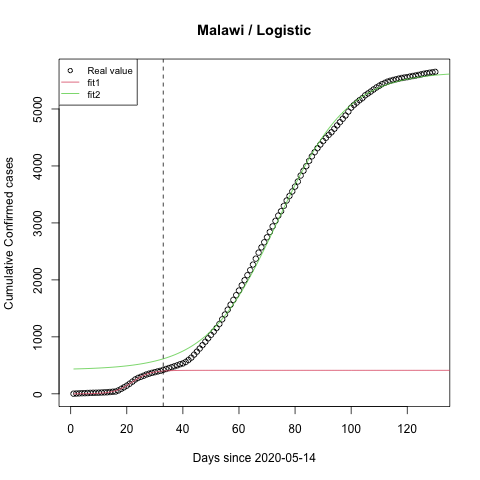 Malawi / Logistic
Real value
fit1
fit2
Cumulative Confirmed cases
5000
4000
3000
2000
1000
0
0 20 40 60 80 100 120
Days since 2020-05-14